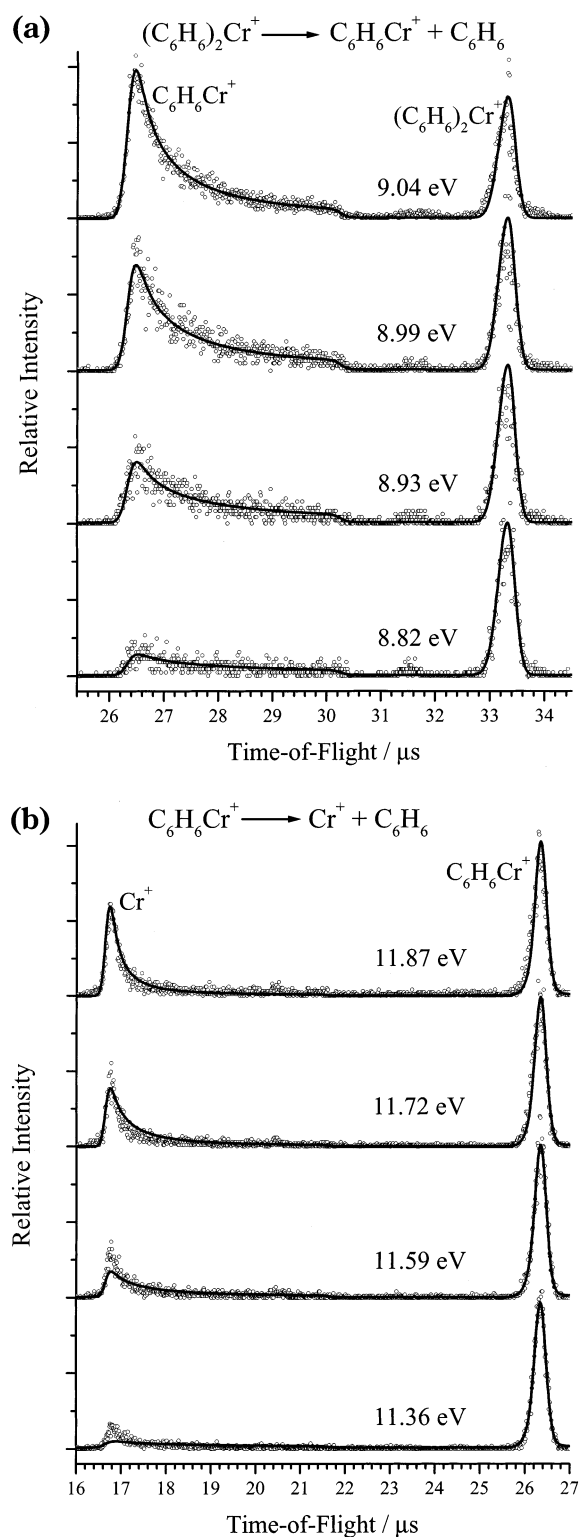 (a) (C₆H₆)₂Cr⁺ ⟶ C₆H₆Cr⁺ + C₆H₆
C₆H₆Cr⁺
(C₆H₆)₂Cr⁺
9.04 eV
8.99 eV
8.93 eV
8.82 eV
Relative Intensity
26 27 28 29 30 31 32 33 34
Time-of-Flight / μs
(b) C₆H₆Cr⁺ ⟶ Cr⁺ + C₆H₆
Cr⁺
C₆H₆Cr⁺
11.87 eV
11.72 eV
11.59 eV
11.36 eV
Relative Intensity
16 17 18 19 20 21 22 23 24 25 26 27
Time-of-Flight / μs